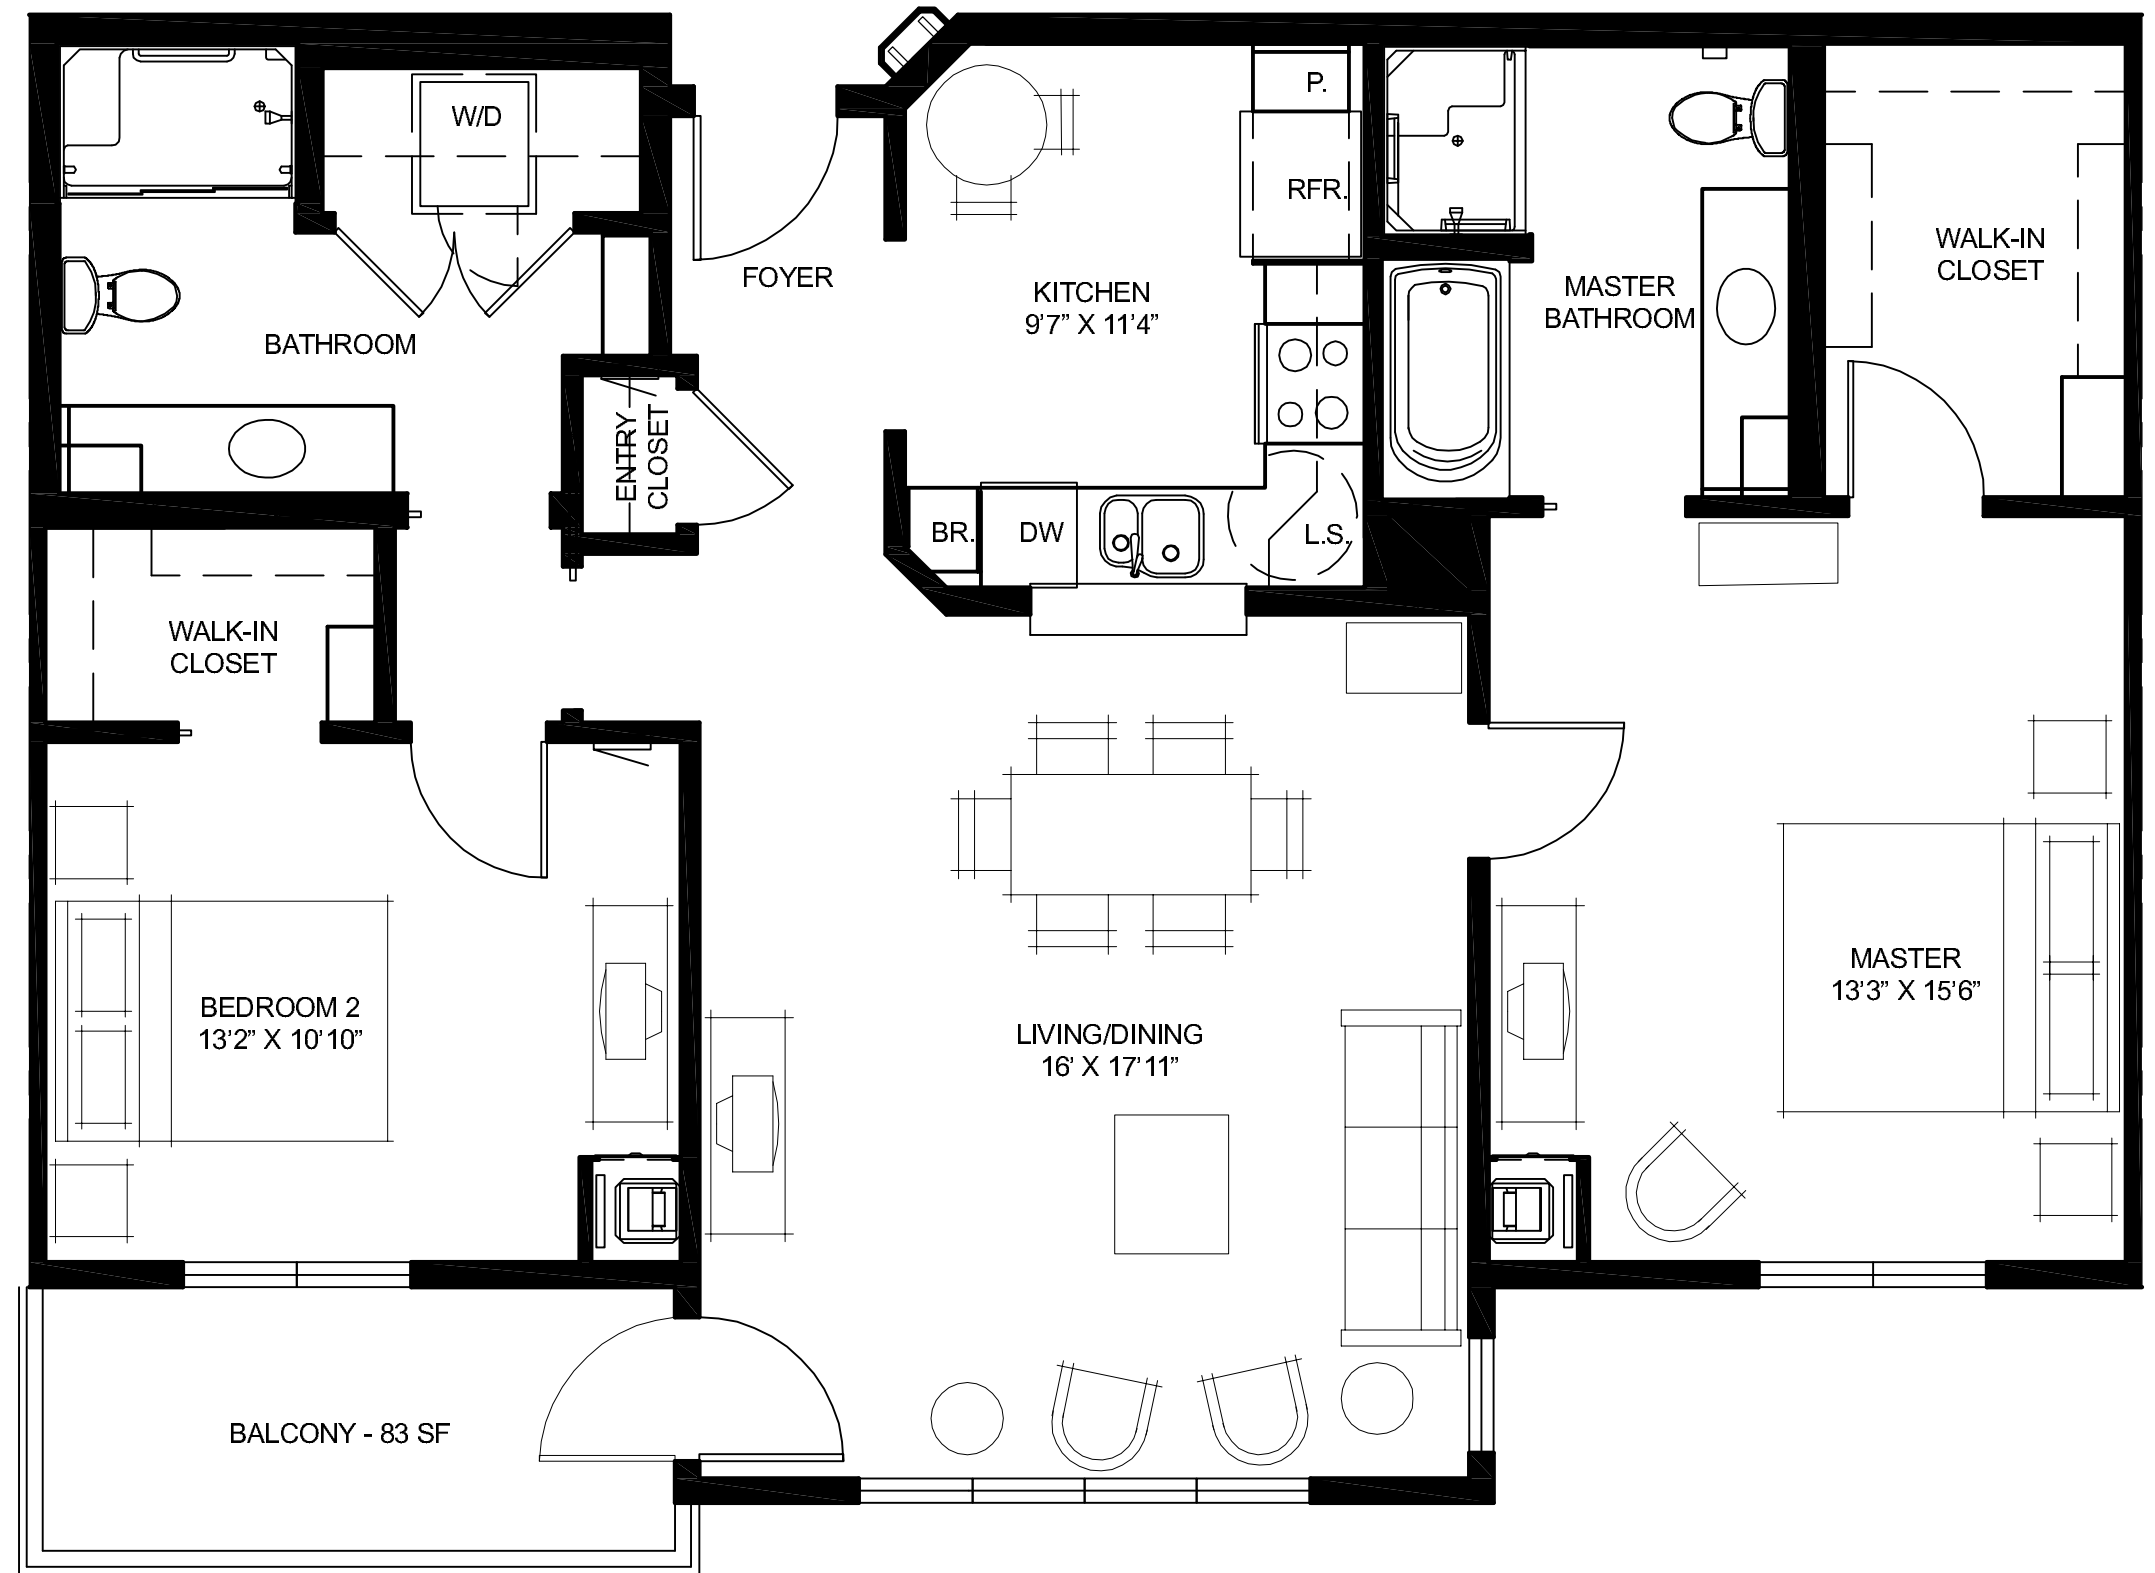 W/D
P.
RFR.
FOYER
KITCHEN
9’7” X 11’4”
BATHROOM
ENTRY
CLOSET
MASTER
BATHROOM
WALK-IN
CLOSET
BR.
DW
L.S.
WALK-IN
CLOSET
BEDROOM 2
13’2” X 10’10”
LIVING/DINING
16’ X 17’11”
MASTER
13’3” X 15’6”
BALCONY - 83 SF